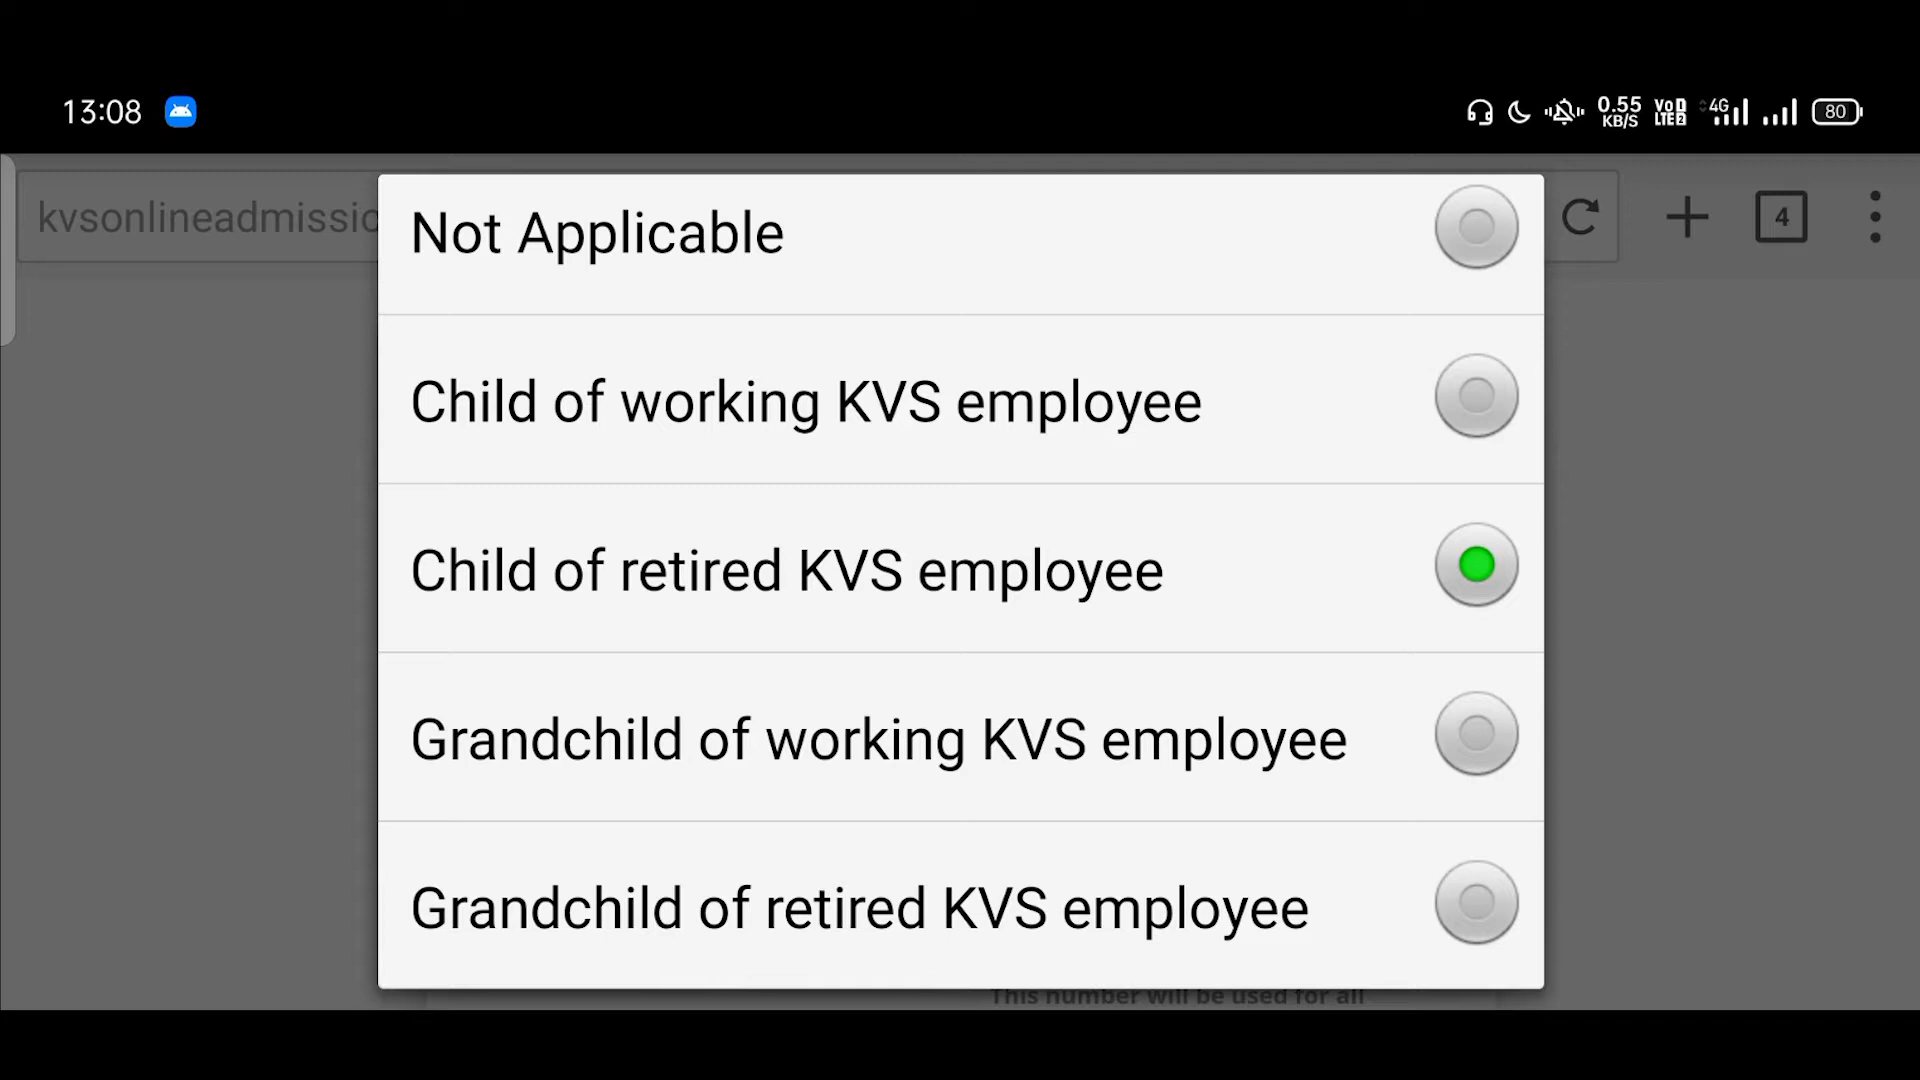 13:08
0.55
KB/S
VoD
LTE2
4G
80
kvsonlineadmissio
4
Not Applicable
Child of working KVS employee
Child of retired KVS employee
Grandchild of working KVS employee
Grandchild of retired KVS employee
This number will be used for all